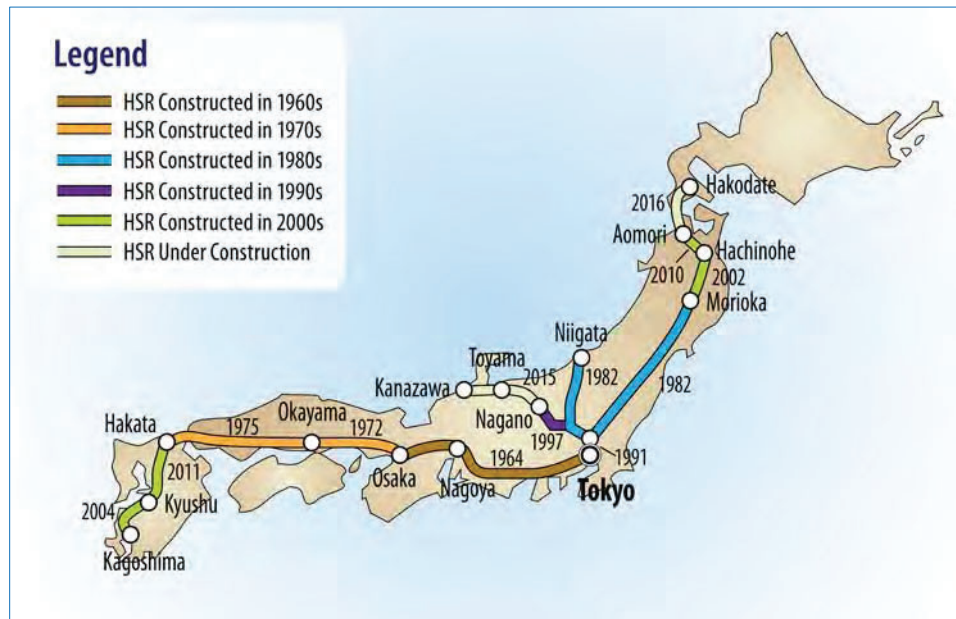 Legend
HSR Constructed in 1960s
HSR Constructed in 1970s
HSR Constructed in 1980s
HSR Constructed in 1990s
HSR Constructed in 2000s
HSR Under Construction
Hakodate
2016
Aomori
Hachinohe
2010
2002
Morioka
Niigata
Toyama
2015
1982
1982
Kanazawa
Nagano
1997
Okayama
Hakata
1975
1972
1991
Tokyo
2011
Osaka
Nagoya
1964
2004
Kyushu
Kagoshima